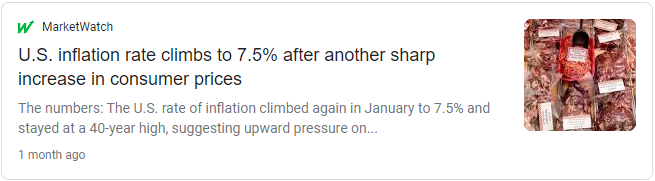 MarketWatch
U.S. inflation rate climbs to 7.5% after another sharp
increase in consumer prices
The numbers: The U.S. rate of inflation climbed again in January to 7.5% and
stayed at a 40-year high, suggesting upward pressure on...
1 month ago